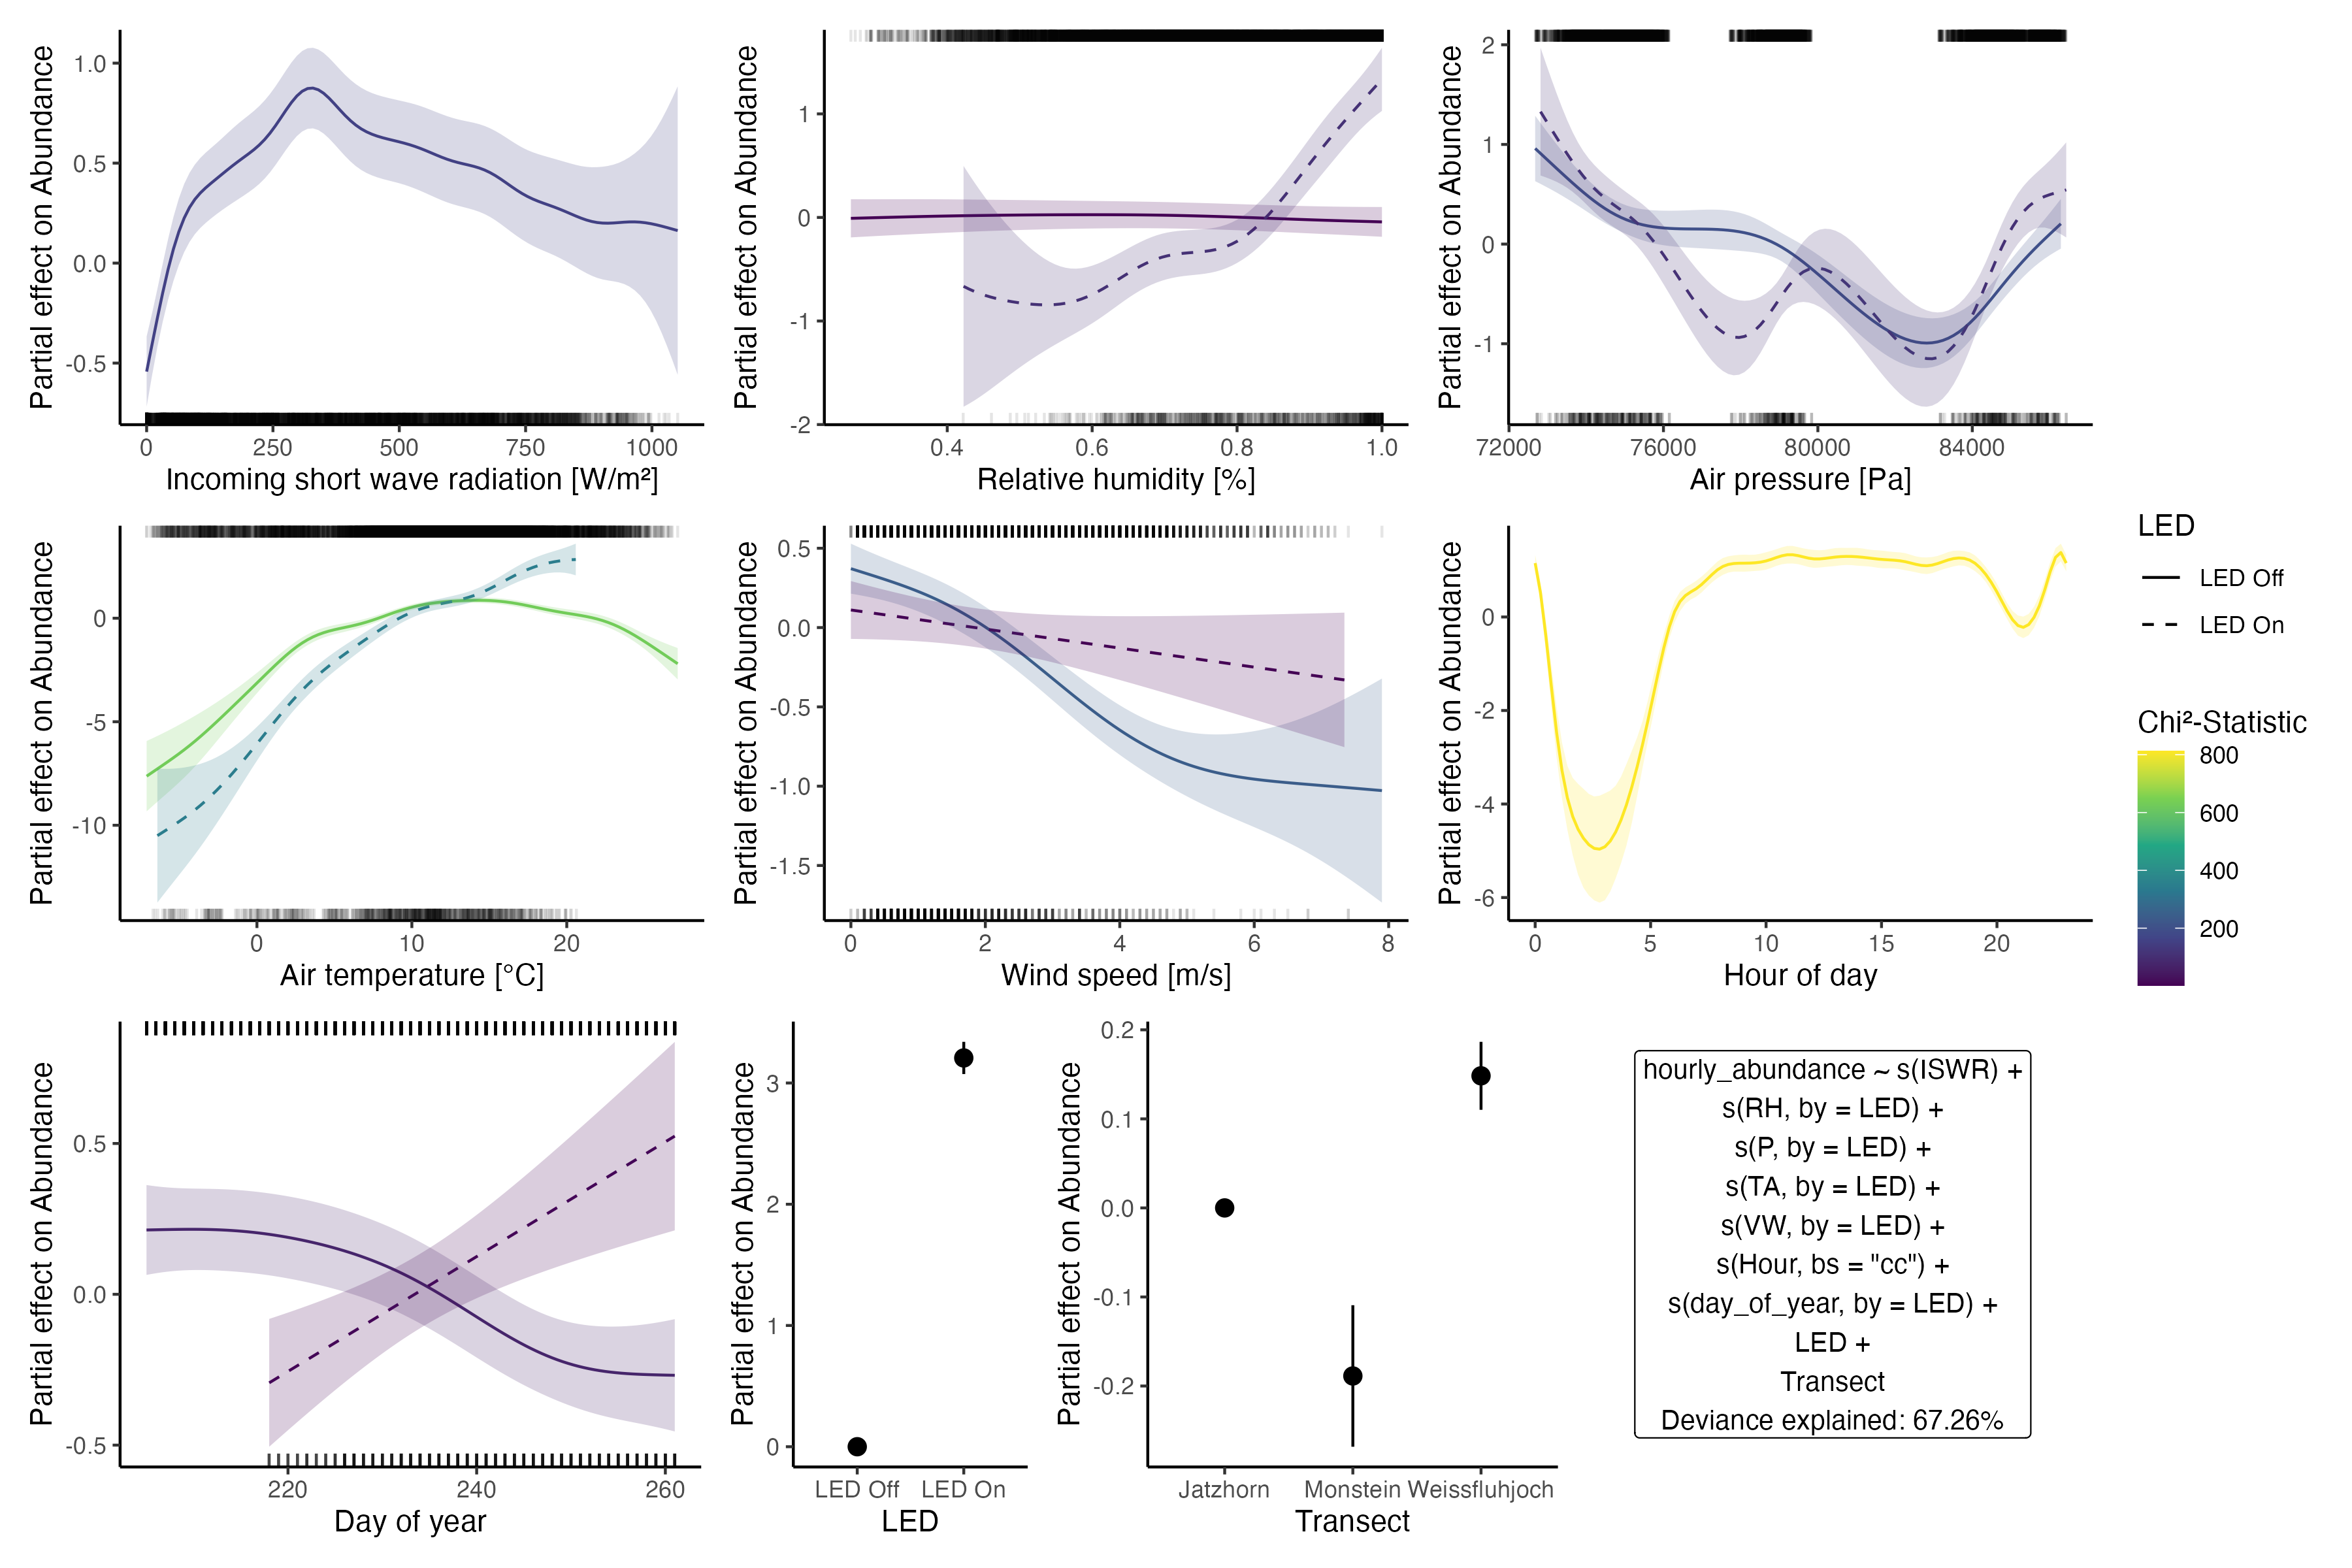 Partial effect on Abundance
1.0
0.5
0.0
-0.5
0 250 500 750 1000
Incoming short wave radiation [W/m²]
Partial effect on Abundance
1
0
-1
-2
0.4 0.6 0.8 1.0
Relative humidity [%]
Partial effect on Abundance
2
1
0
-1
72000 76000 80000 84000
Air pressure [Pa]
Partial effect on Abundance
0
-5
-10
0 10 20
Air temperature [°C]
Partial effect on Abundance
0.5
0.0
-0.5
-1.0
-1.5
0 2 4 6 8
Wind speed [m/s]
Partial effect on Abundance
0
-2
-4
-6
0 5 10 15 20
Hour of day
LED
LED Off
LED On
Chi²-Statistic
800
600
400
200
Partial effect on Abundance
0.5
0.0
-0.5
220 240 260
Day of year
Partial effect on Abundance
3
2
1
0
LED Off LED On
LED
Partial effect on Abundance
0.2
0.1
0.0
-0.1
-0.2
Jatzhorn Monstein Weissfluhjoch
Transect
hourly_abundance ~ s(ISWR) +
s(RH, by = LED) +
s(P, by = LED) +
s(TA, by = LED) +
s(VW, by = LED) +
s(Hour, bs = "cc") +
s(day_of_year, by = LED) +
LED +
Transect
Deviance explained: 67.26%